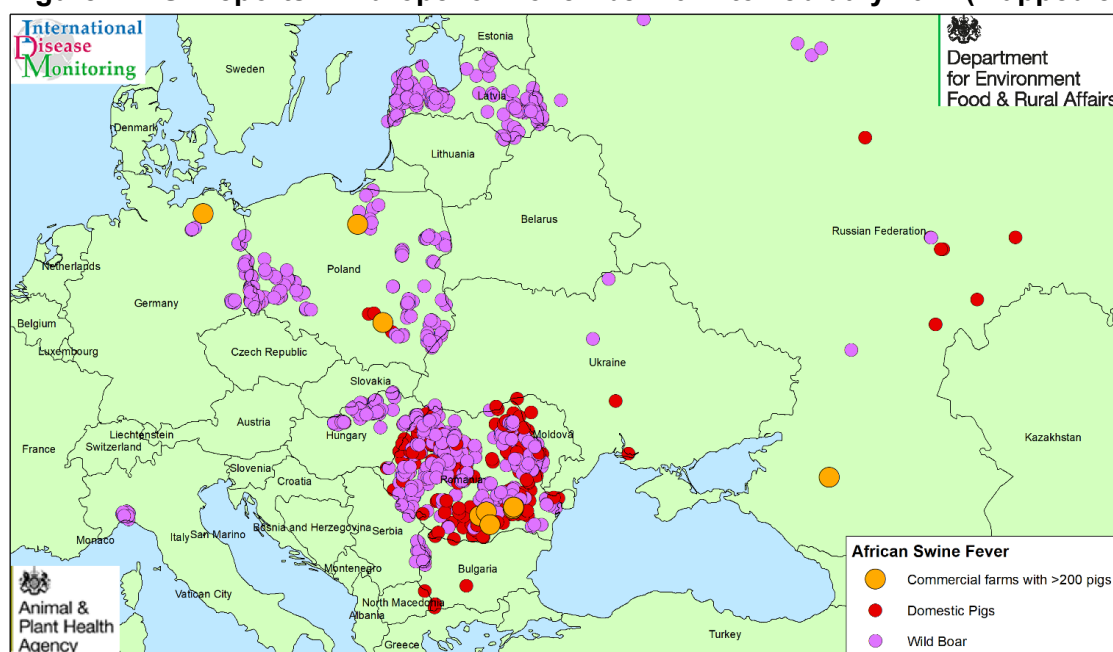 International
Disease
Monitoring
Department
for Environment
Food & Rural Affairs
Estonia
Sweden
Latvia
Denmark
Lithuania
Belarus
Russian Federation
Netherlands
Poland
Germany
Belgium
Luxembourg
Czech Republic
Ukraine
Slovakia
Austria
Moldova
France
Liechtenstein
Hungary
Kazakhstan
Switzerland
Slovenia
Romania
Croatia
Bosnia and Herzegovina
Serbia
Monaco
Italy
San Marino
Montenegro
Bulgaria
Vatican City
North Macedonia
Albania
Greece
Turkey
African Swine Fever
Commercial farms with >200 pigs
Domestic Pigs
Wild Boar
Animal &
Plant Health
Agency